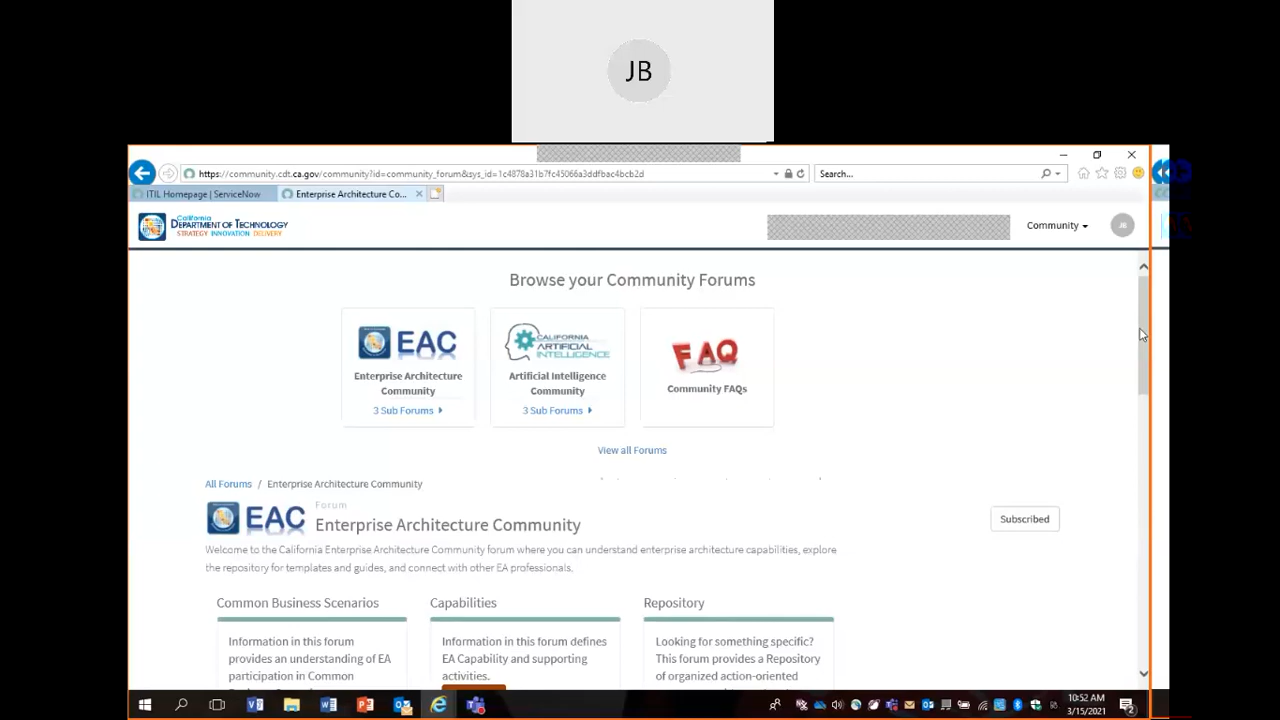 JB
https://community.cdt.ca.gov/community?id=community_forum&sys_id=1c4878a31b7fc45066a3ddfbac4bcb2d
Search...
ITIL Homepage | ServiceNow
Enterprise Architecture Co...
California
DEPARTMENT OF TECHNOLOGY
STRATEGY INNOVATION DELIVERY
Community
JB
Browse your Community Forums
EAC
CALIFORNIA
ARTIFICIAL
INTELLIGENCE
FAQ
Enterprise Architecture
Community
3 Sub Forums
Artificial Intelligence
Community
3 Sub Forums
Community FAQs
View all Forums
All Forums / Enterprise Architecture Community
EAC
Forum
Enterprise Architecture Community
Subscribed
Welcome to the California Enterprise Architecture Community forum where you can understand enterprise architecture capabilities, explore
the repository for templates and guides, and connect with other EA professionals.
Common Business Scenarios
Information in this forum
provides an understanding of EA
participation in Common
Capabilities
Information in this forum defines
EA Capability and supporting
activities.
Repository
Looking for something specific?
This forum provides a Repository
of organized action-oriented
10:52 AM
3/15/2021